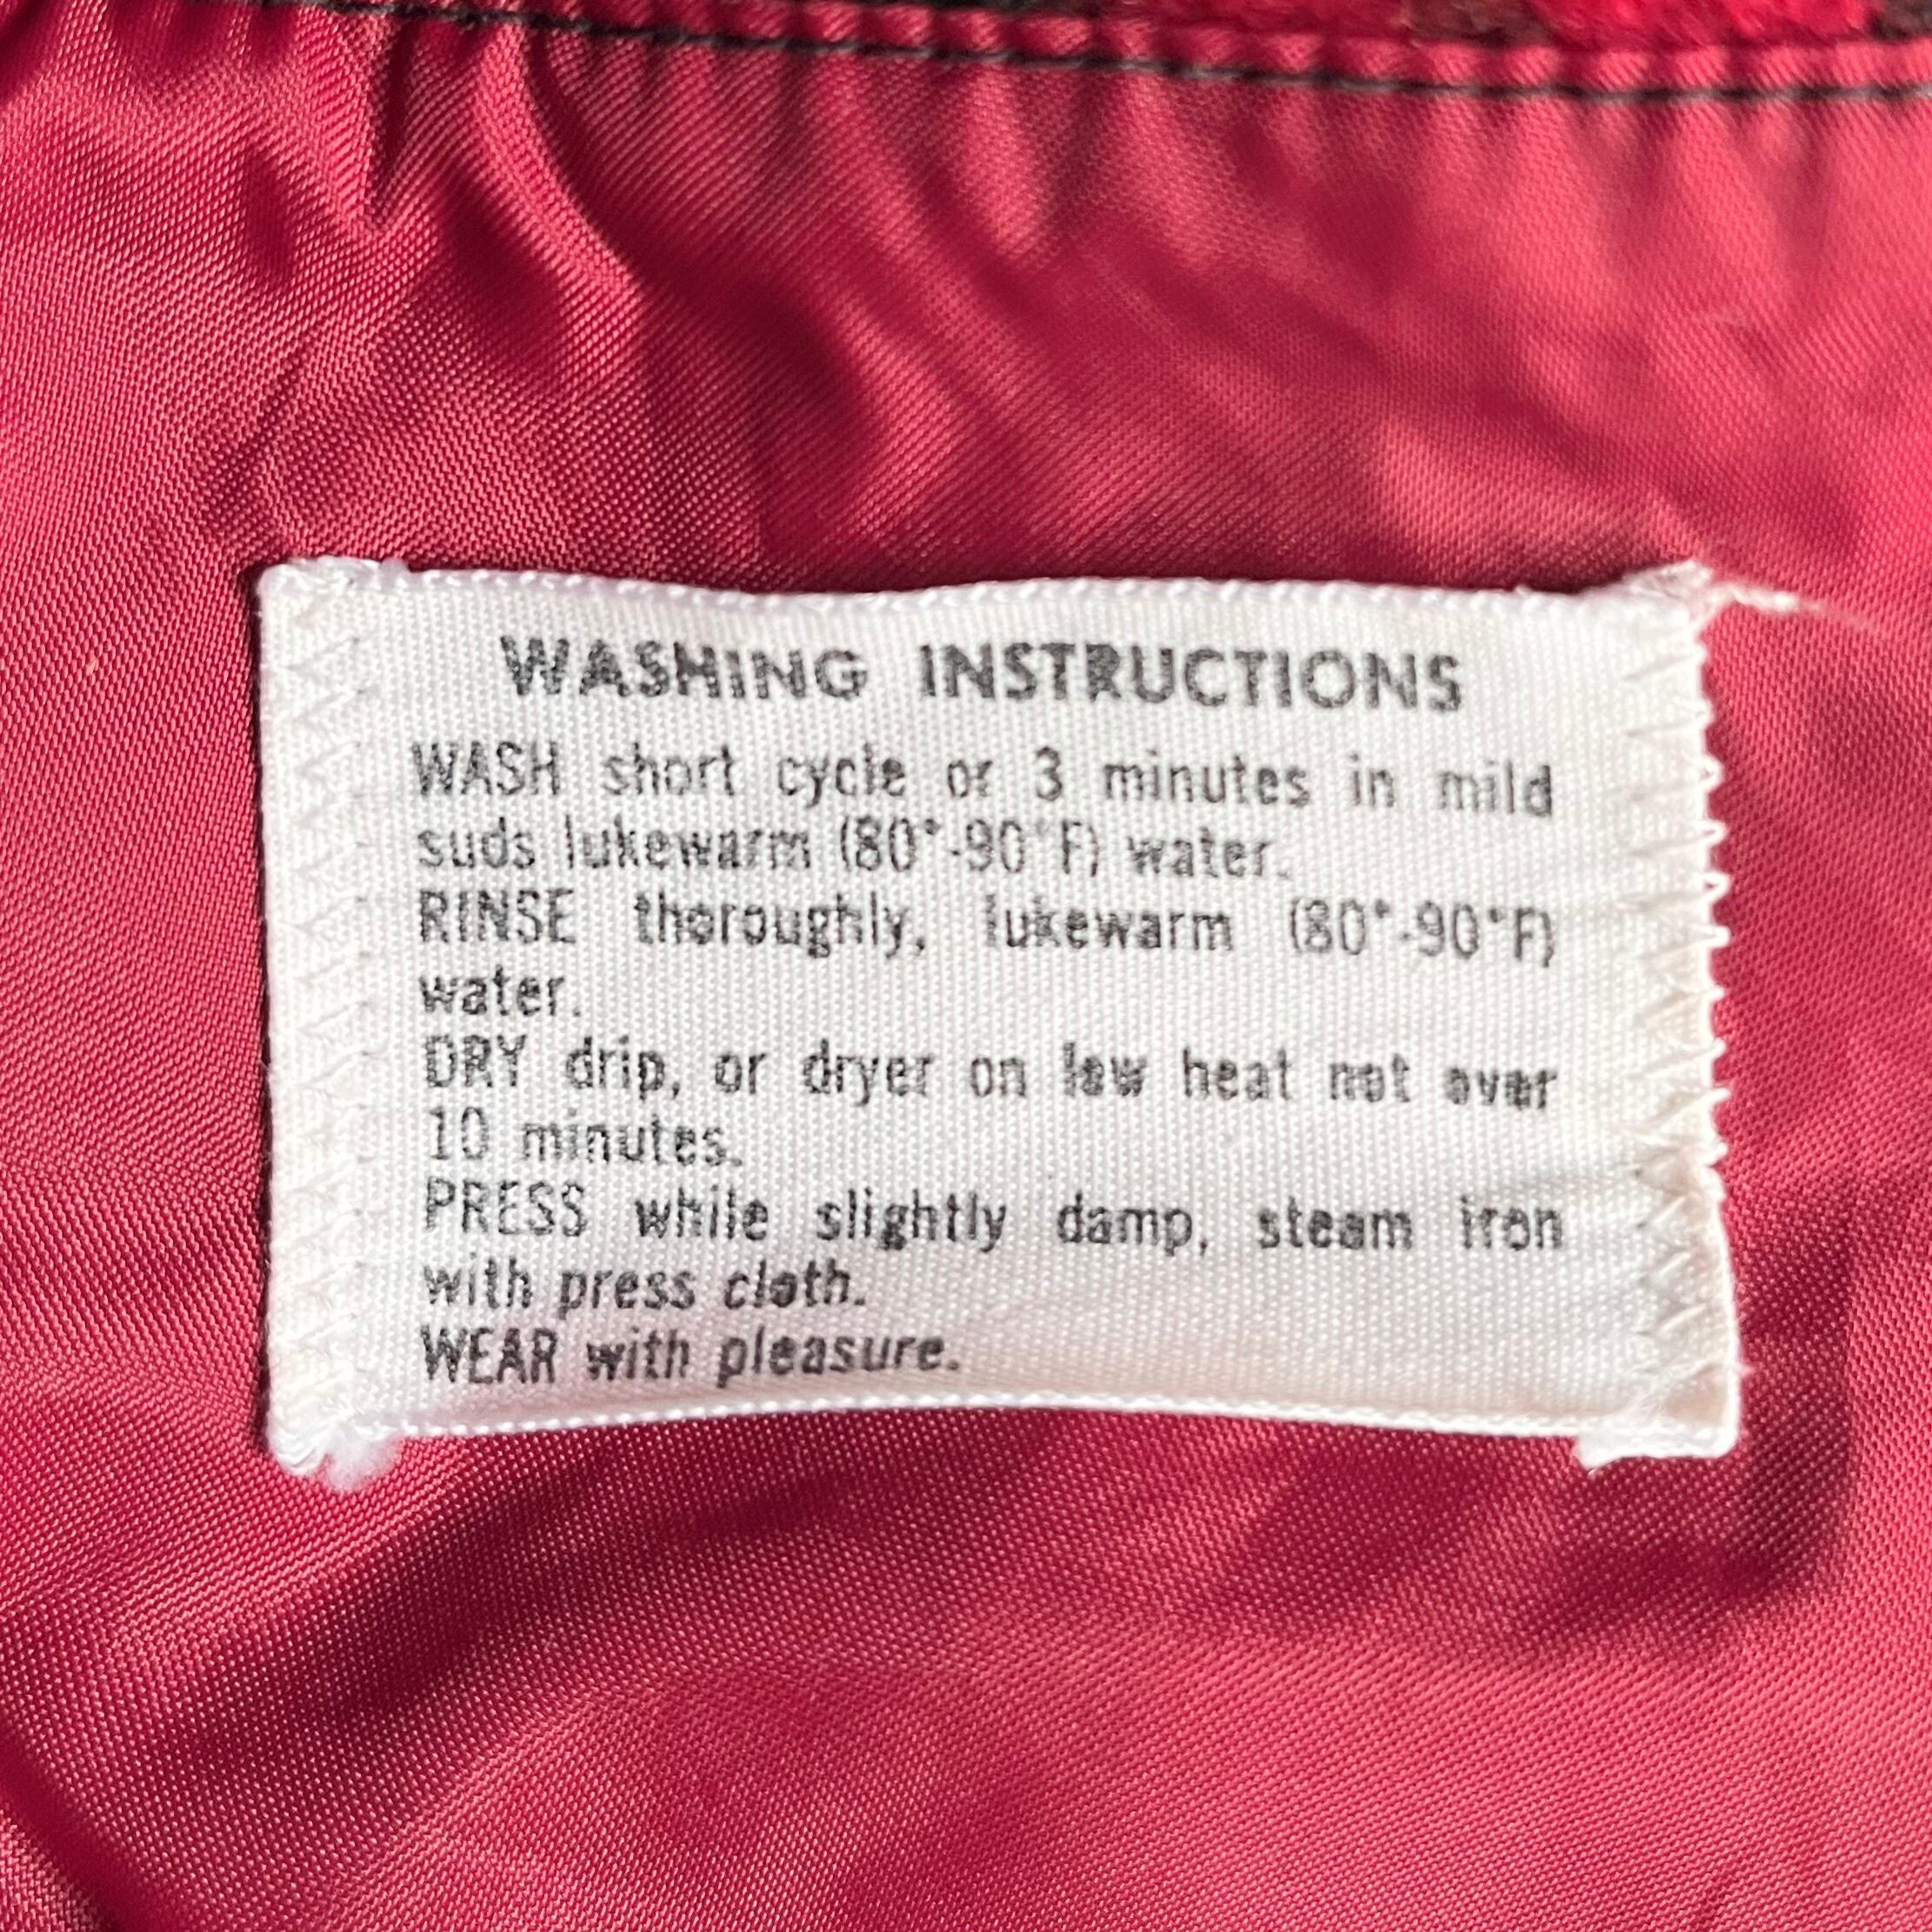 WASHING INSTRUCTIONS
WASH short cycle or 3 minutes in mild
suds lukewarm (80°-90°F) water.
RINSE thoroughly, lukewarm (80°-90°F)
water.
DRY drip, or dryer on low heat not over
10 minutes.
PRESS while slightly damp, steam iron
with press cloth.
WEAR with pleasure.